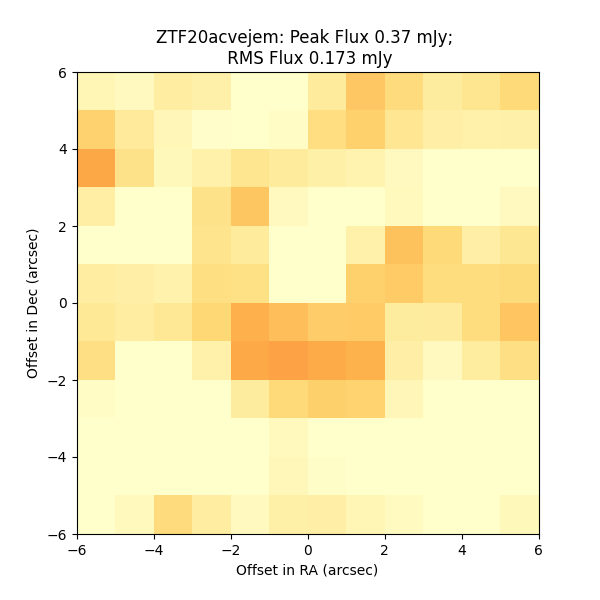 ZTF20acvejem: Peak Flux 0.37 mJy;
RMS Flux 0.173 mJy
6
4
2
0
−2
−4
−6
Offset in Dec (arcsec)
−6 −4 −2 0 2 4 6
Offset in RA (arcsec)